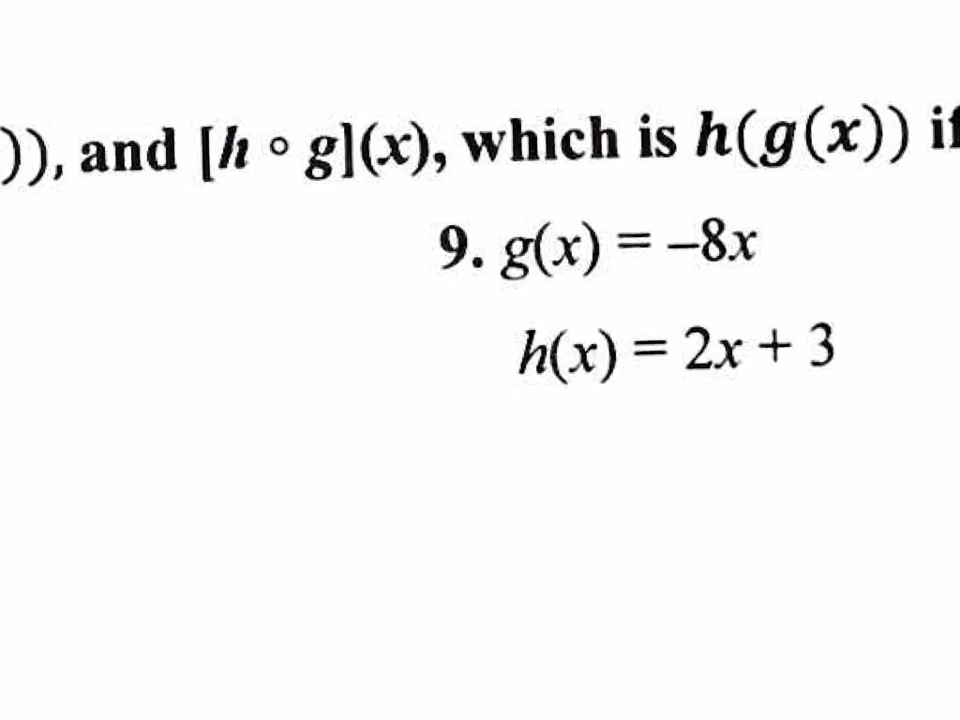 )), and [h ∘ g](x), which is h(g(x)) if
9. g(x) = –8x
h(x) = 2x + 3